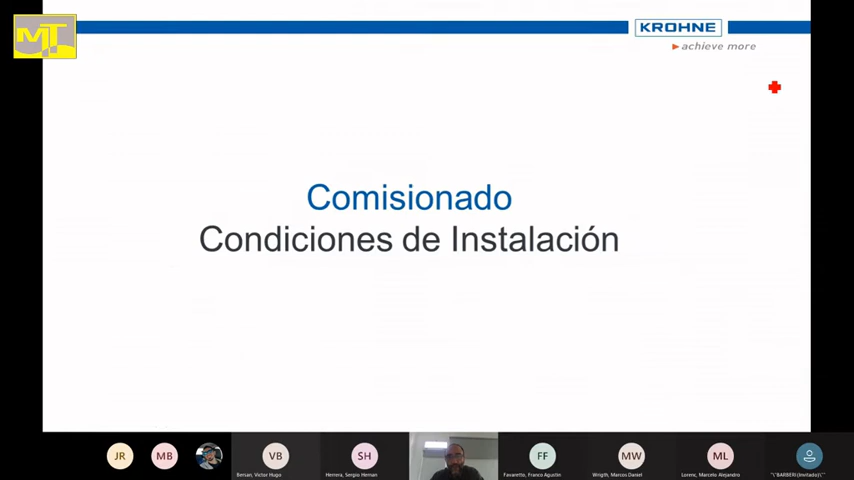 MT
KROHNE
achieve more
Comisionado
Condiciones de Instalación
JR
MB
VB
SH
FF
MW
ML
Bersan, Victor Hugo
Herrera, Sergio Hernan
Favaretto, Franco Agustin
Wrigth, Marcos Daniel
Lorenc, Marcelo Alejandro
"\"BARBERI (Invitado)\""